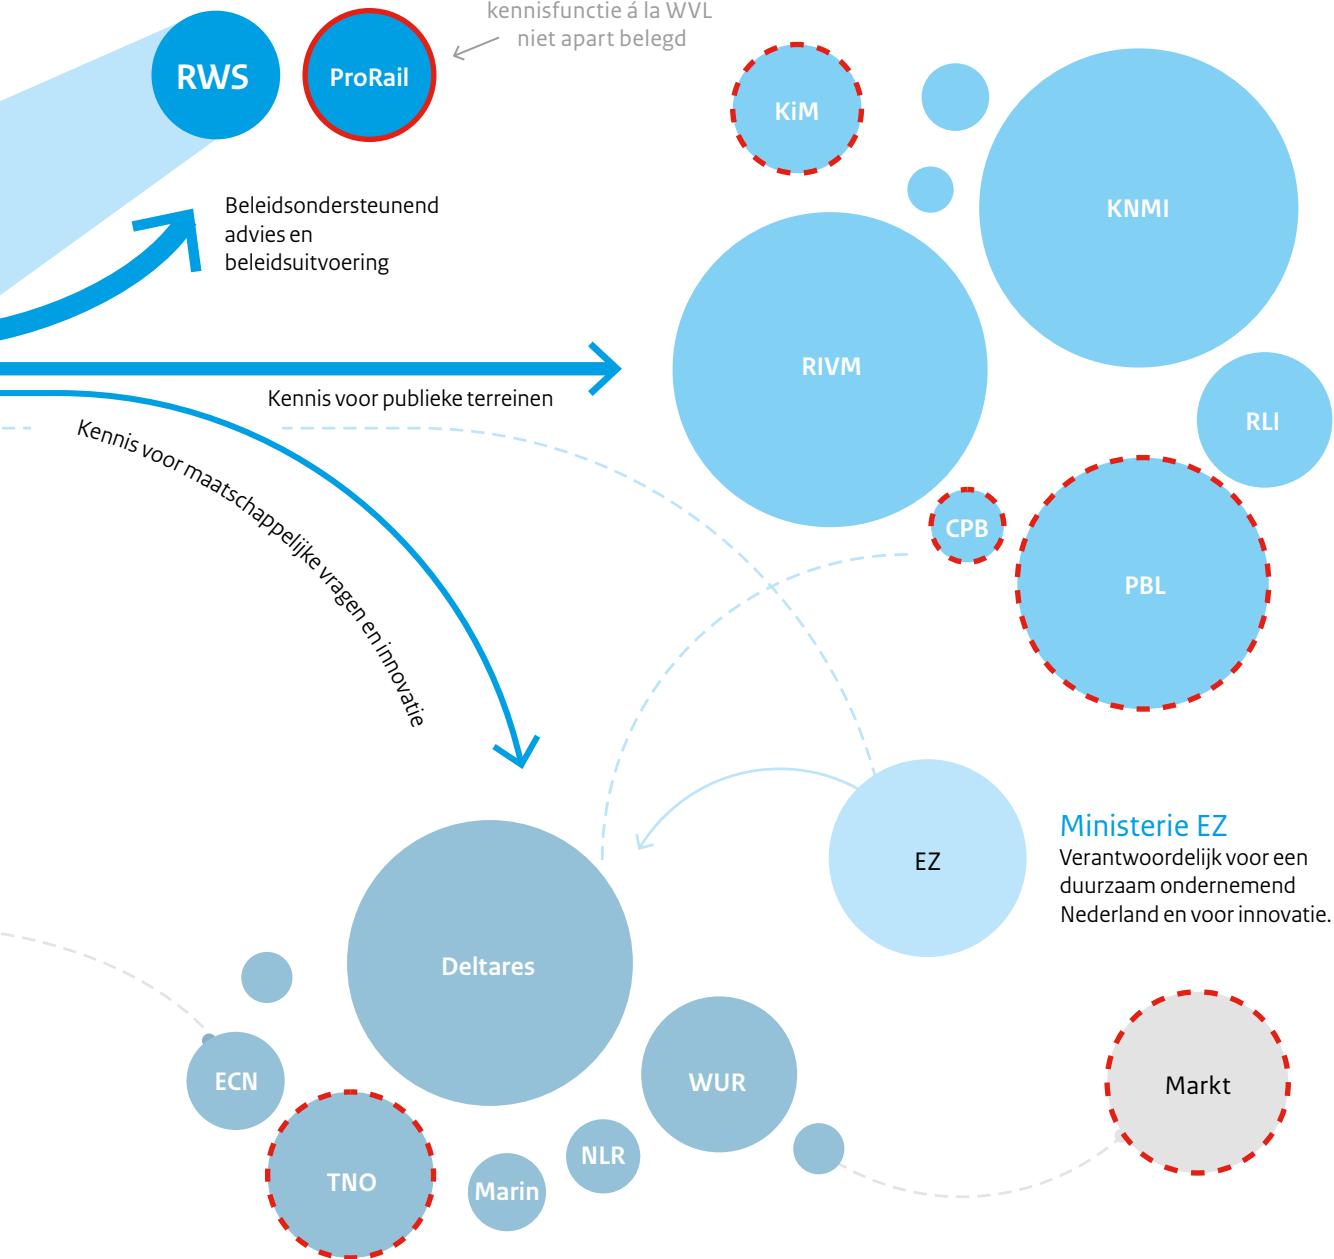 kennisfunctie á la WVL
niet apart belegd
RWS
ProRail
KiM
KNMI
Beleidsondersteunend
advies en
beleidsuitvoering
RIVM
Kennis voor publieke terreinen
RLI
Kennis voor maatschappelijke vragen en innovatie
CPB
PBL
Ministerie EZ
Verantwoordelijk voor een
duurzaam ondernemend
Nederland en voor innovatie.
EZ
Deltares
ECN
WUR
Markt
TNO
Marin
NLR